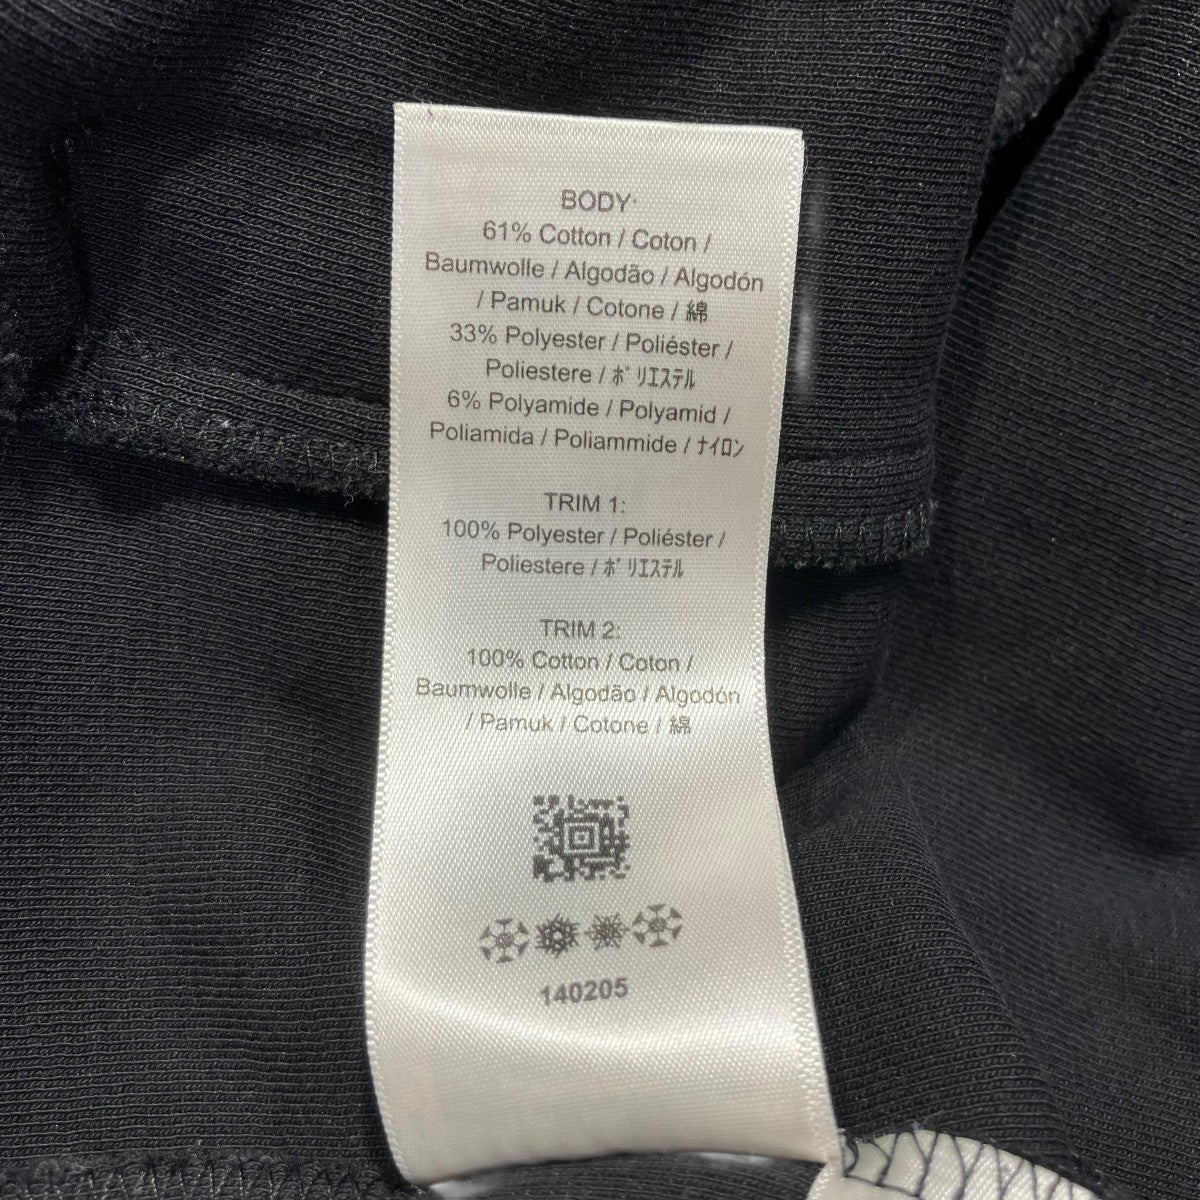 BODY:
61% Cotton / Coton /
Baumwolle / Algodão / Algodón
/ Pamuk / Cotone / 綿
33% Polyester / Poliéster /
Poliestere / ﾎﾟﾘｴｽﾃﾙ
6% Polyamide / Polyamid /
Poliamida / Poliammide / ﾅｲﾛﾝ
TRIM 1:
100% Polyester / Poliéster /
Poliestere / ﾎﾟﾘｴｽﾃﾙ
TRIM 2:
100% Cotton / Coton /
Baumwolle / Algodão / Algodón
/ Pamuk / Cotone / 綿
140205